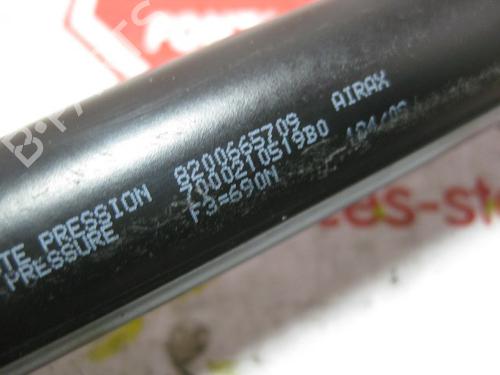 AIRAX
8200665709
7000210519B0
TE PRESSION
PRESSURE
F3=690N